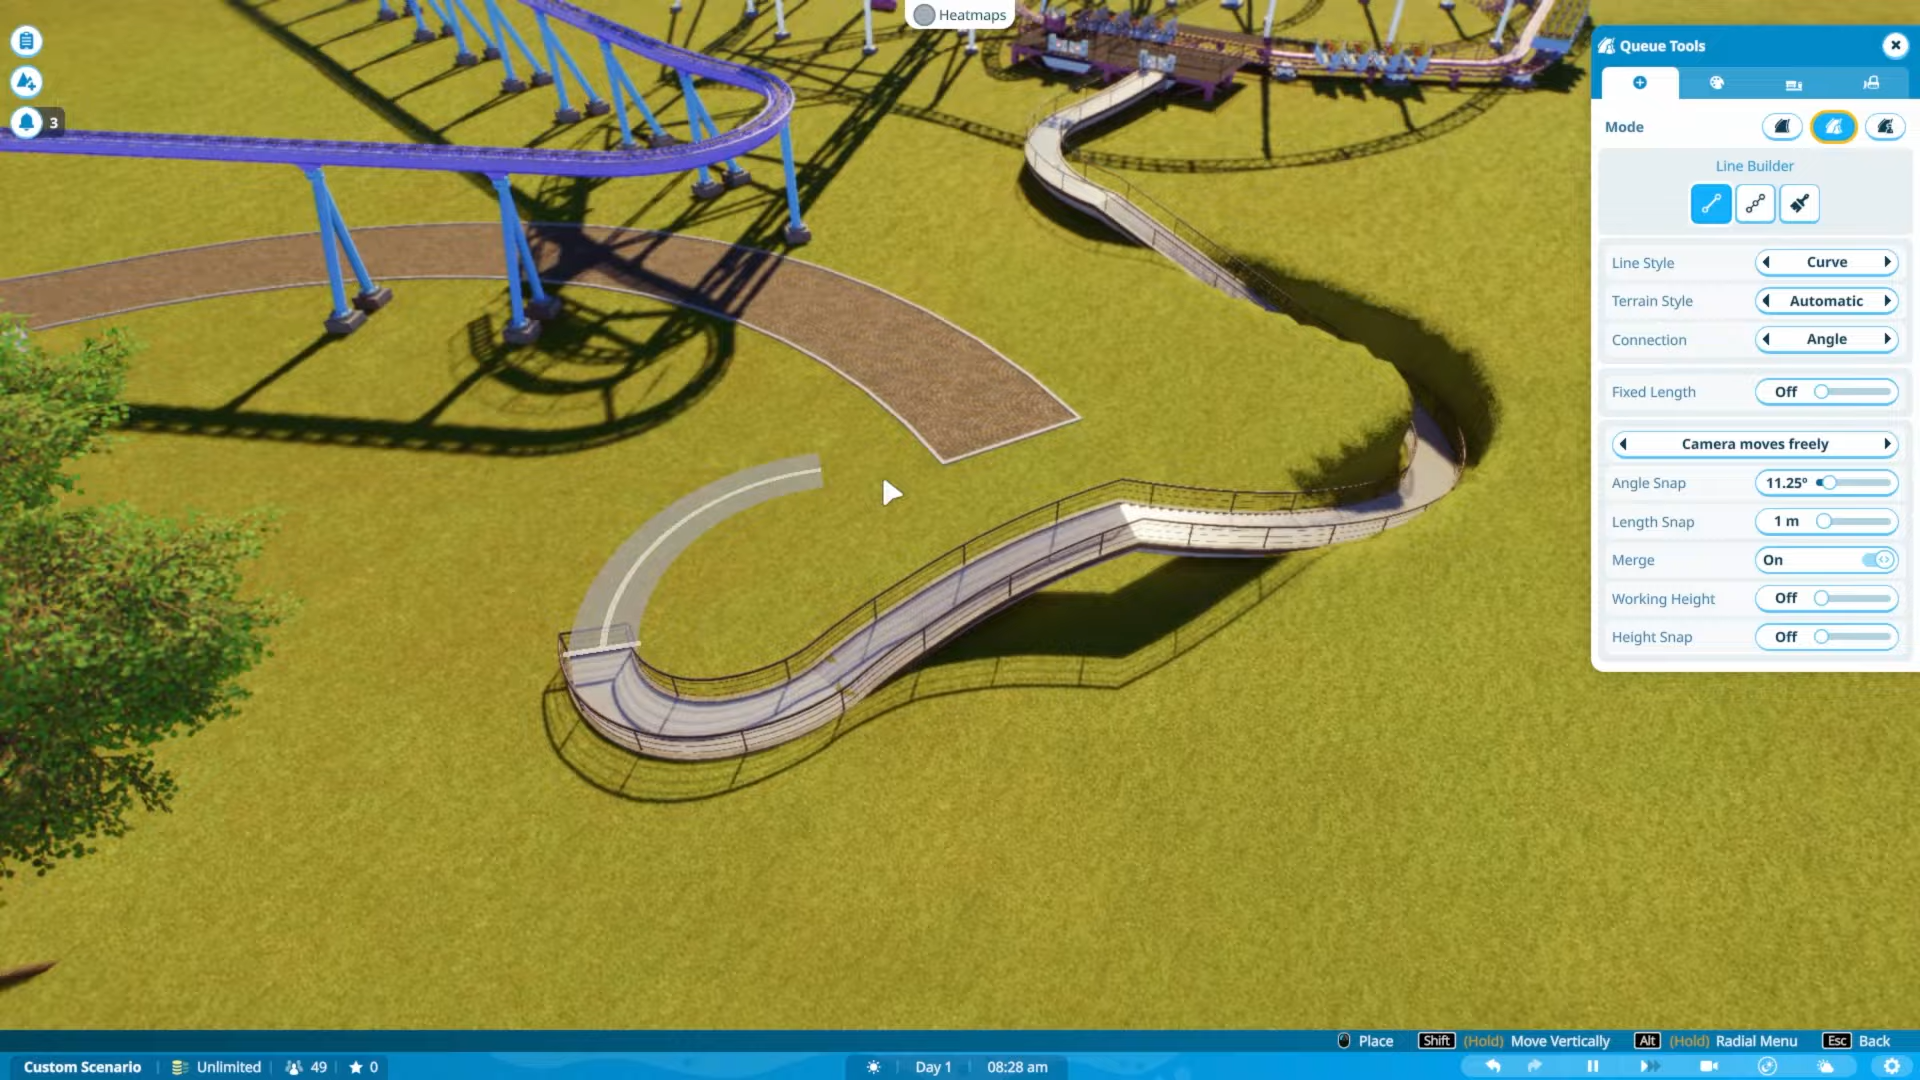 Heatmaps
3
Queue Tools
Mode
Line Builder
Line Style Curve
Terrain Style Automatic
Connection Angle
Fixed Length Off
Camera moves freely
Angle Snap 11.25°
Length Snap 1 m
Merge On
Working Height Off
Height Snap Off
Place Shift (Hold) Move Vertically Alt (Hold) Radial Menu Esc Back
Custom Scenario Unlimited 49 0 Day 1 08:28 am